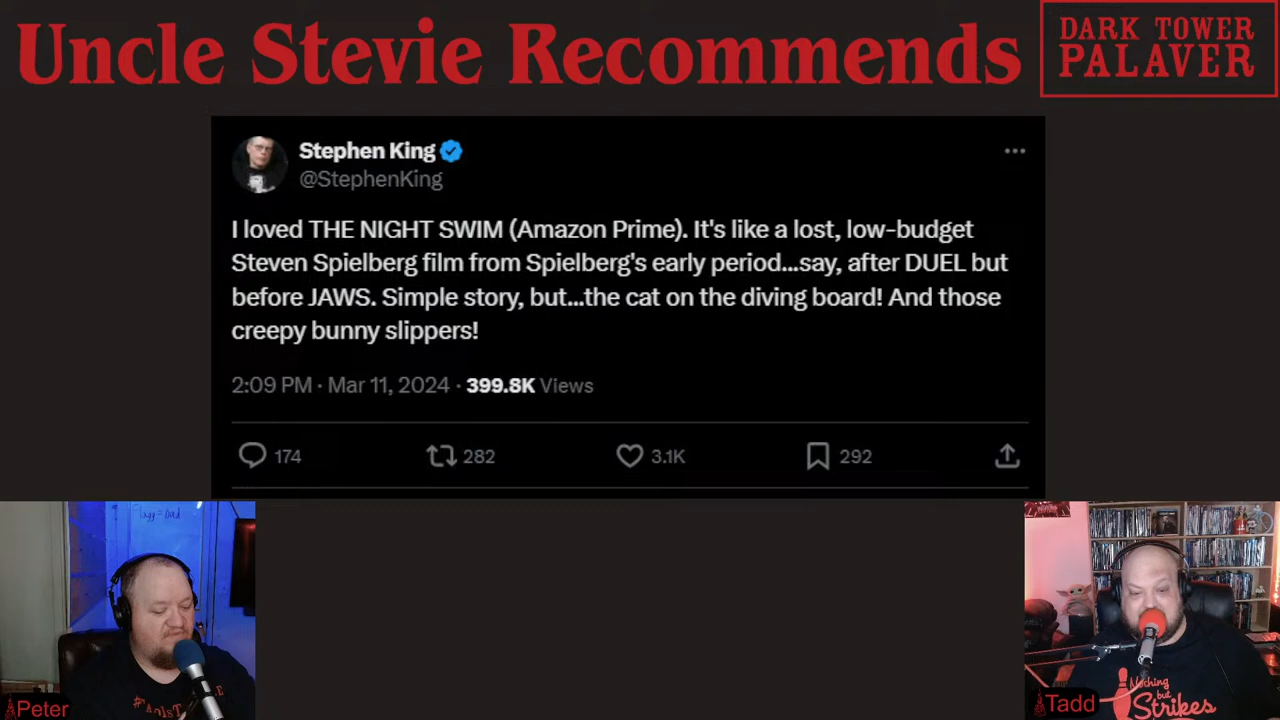 Uncle Stevie Recommends
DARK TOWER
PALAVER
Stephen King
@StephenKing
I loved THE NIGHT SWIM (Amazon Prime). It's like a lost, low-budget
Steven Spielberg film from Spielberg's early period...say, after DUEL but
before JAWS. Simple story, but...the cat on the diving board! And those
creepy bunny slippers!
2:09 PM · Mar 11, 2024 · 399.8K Views
174 282 3.1K 292
Peter
Tadd
Nothing
but
Strikes